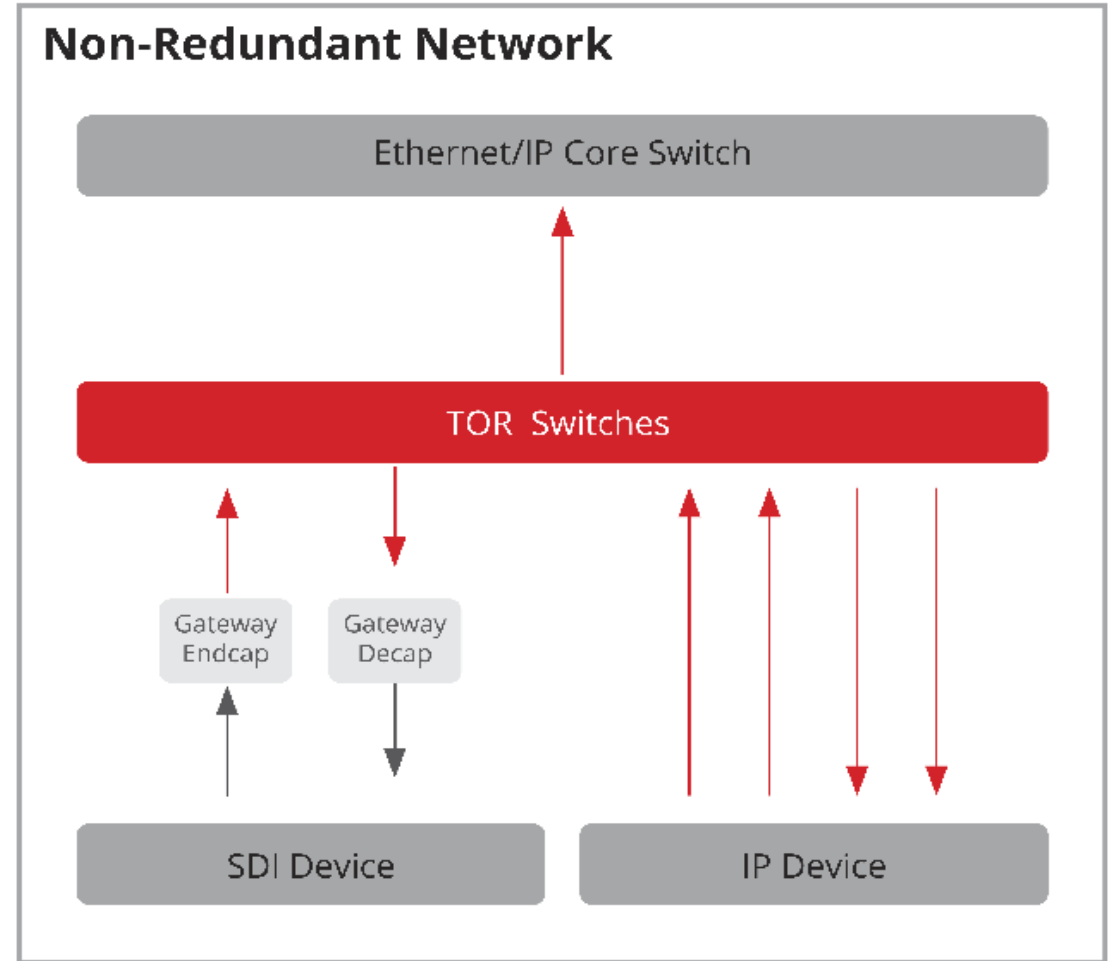 Non-Redundant Network
Ethernet/IP Core Switch
TOR Switches
Gateway
Endcap
Gateway
Decap
SDI Device
IP Device